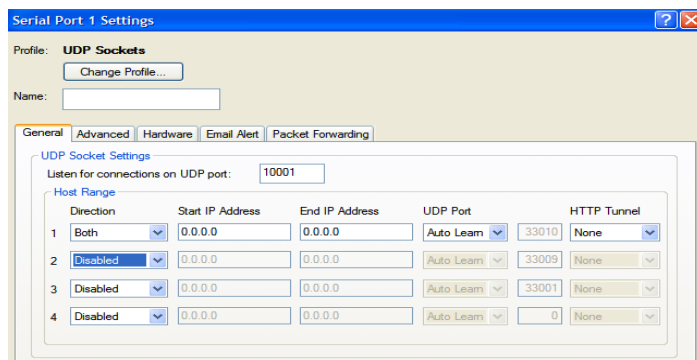 Serial Port 1 Settings
Profile: UDP Sockets
Change Profile...
Name:
General Advanced Hardware Email Alert Packet Forwarding
UDP Socket Settings
Listen for connections on UDP port: 10001
Host Range
Direction Start IP Address End IP Address UDP Port HTTP Tunnel
1 Both 0.0.0.0 0.0.0.0 Auto Learn 33010 None
2 Disabled 0.0.0.0 0.0.0.0 Auto Learn 33009 None
3 Disabled 0.0.0.0 0.0.0.0 Auto Learn 33001 None
4 Disabled 0.0.0.0 0.0.0.0 Auto Learn 0 None